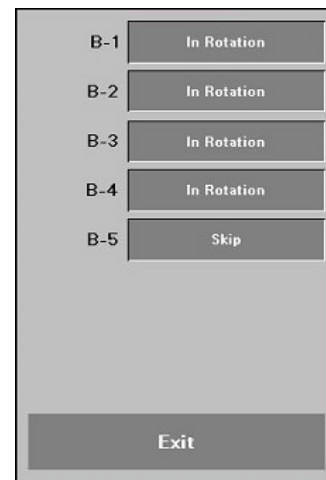 B-1 In Rotation
B-2 In Rotation
B-3 In Rotation
B-4 In Rotation
B-5 Skip
Exit